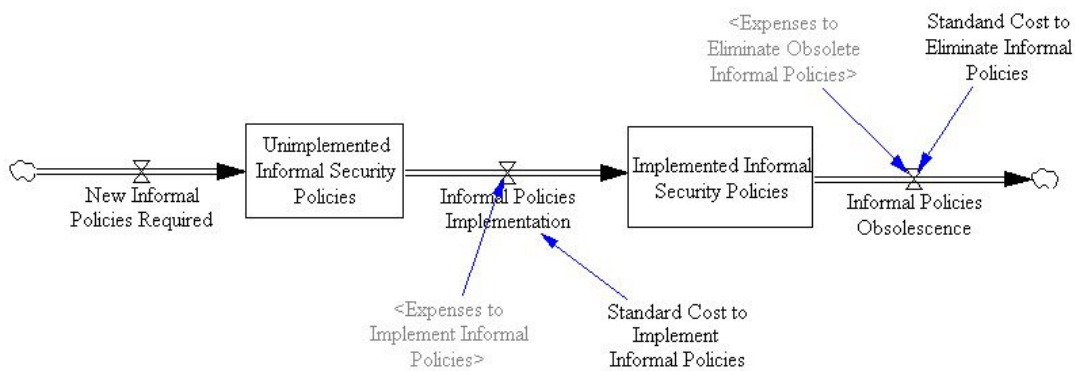 <Expenses to
Eliminate Obsolete
Informal Policies>
Standard Cost to
Eliminate Informal
Policies
New Informal
Policies Required
Unimplemented
Informal Security
Policies
Informal Policies
Implementation
Implemented Informal
Security Policies
Informal Policies
Obsolescence
<Expenses to
Implement Informal
Policies>
Standard Cost to
Implement
Informal Policies